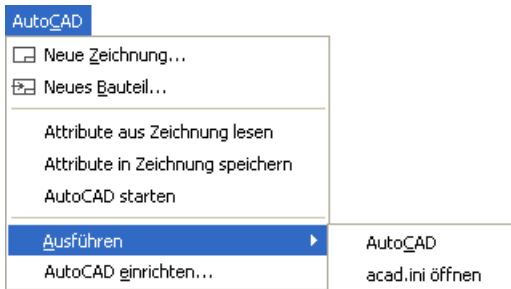 AutoCAD
Neue Zeichnung...
Neues Bauteil...
Attribute aus Zeichnung lesen
Attribute in Zeichnung speichern
AutoCAD starten
Ausführen
AutoCAD
AutoCAD einrichten...
acad.ini öffnen